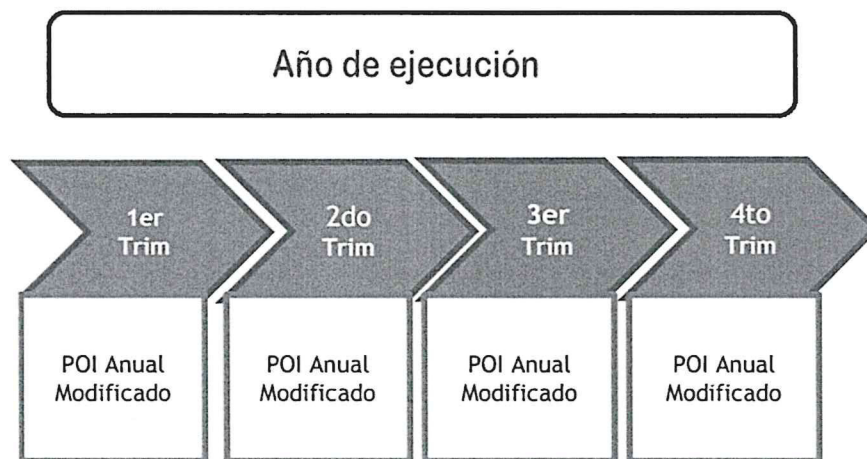 Año de ejecución
1er
Trim
2do
Trim
3er
Trim
4to
Trim
POI Anual
Modificado
POI Anual
Modificado
POI Anual
Modificado
POI Anual
Modificado